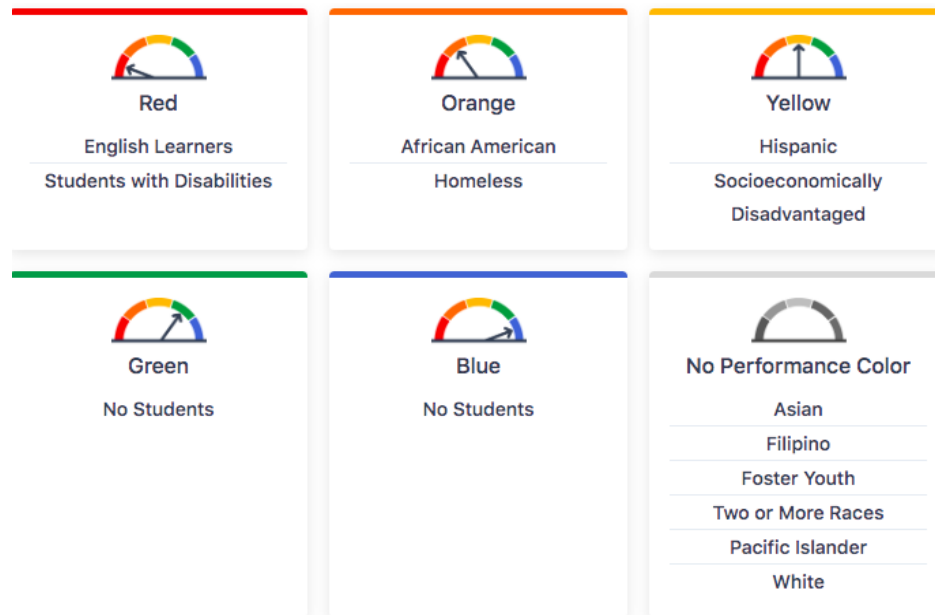 Red
English Learners
Students with Disabilities
Orange
African American
Homeless
Yellow
Hispanic
Socioeconomically
Disadvantaged
Green
No Students
Blue
No Students
No Performance Color
Asian
Filipino
Foster Youth
Two or More Races
Pacific Islander
White